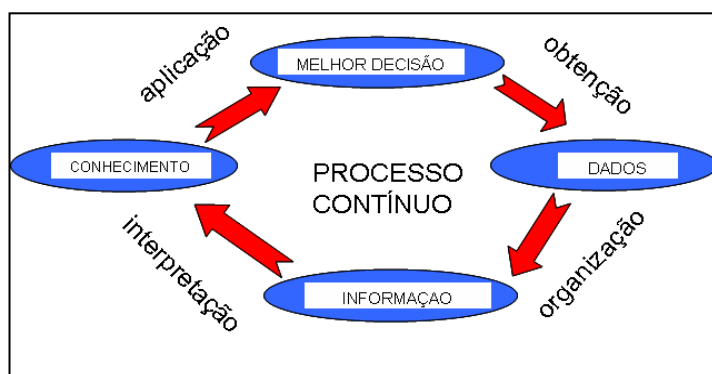 aplicação
MELHOR DECISÃO
obtenção
CONHECIMENTO
PROCESSO
CONTÍNUO
DADOS
interpretação
INFORMAÇAO
organização